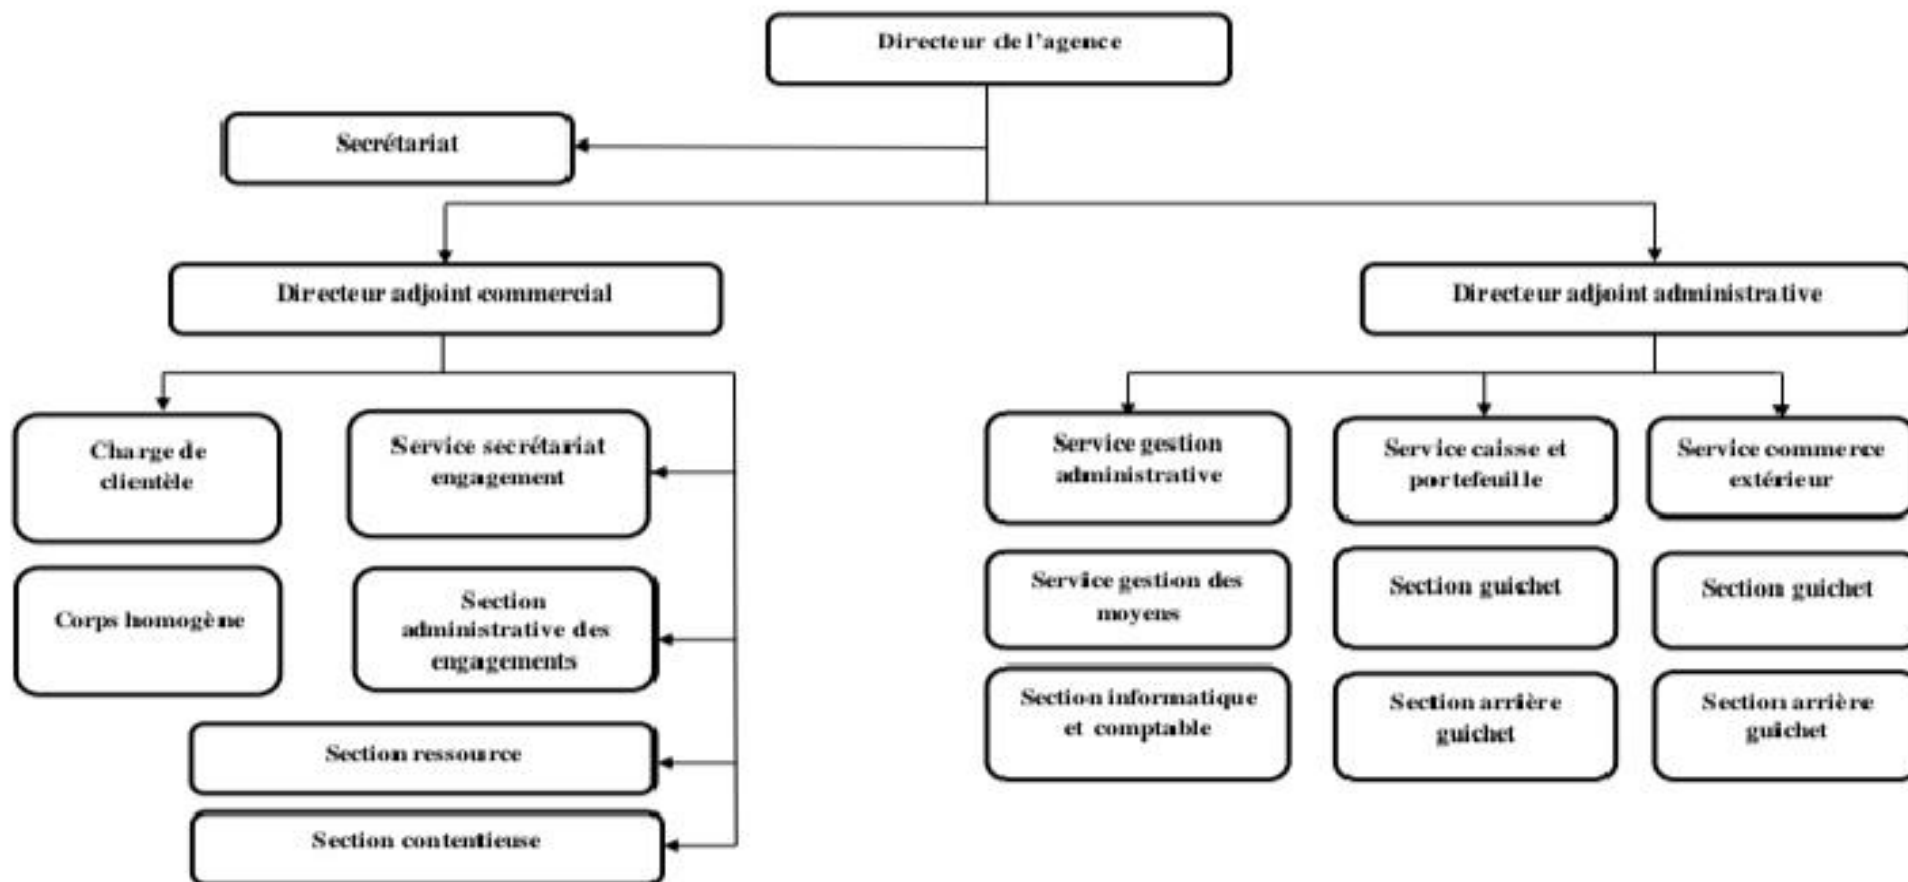 Directeur de l'agence
Secrétariat
Directeur adjoint commercial
Directeur adjoint administrative
Charge de
clientèle
Service secrétariat
engagement
Service gestion
administrative
Service caisse et
portefeuille
Service commerce
extérieur
Corps homogène
Section
administrative des
engagements
Service gestion des
moyens
Section guichet
Section guichet
Section informatique
et comptable
Section arrière
guichet
Section arrière
guichet
Section ressource
Section contentieuse